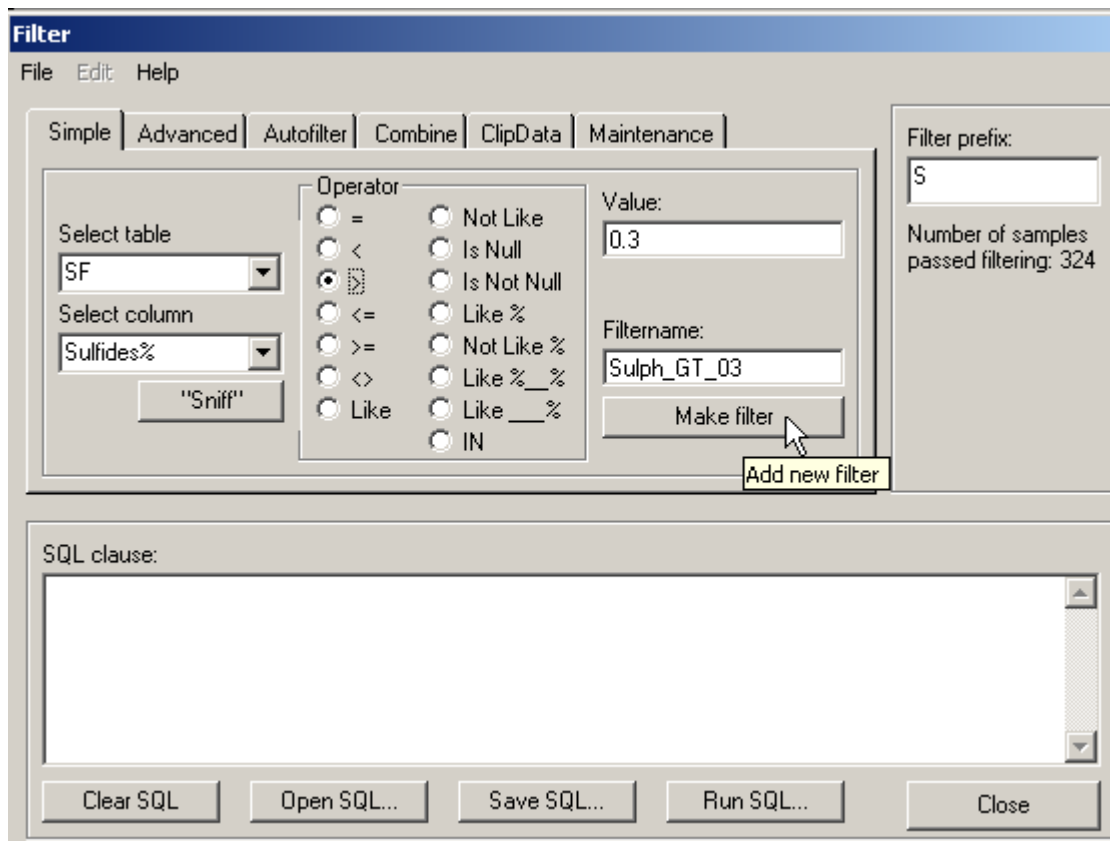 Filter
File Edit Help
Simple Advanced Autofilter Combine ClipData Maintenance
Select table
SF
Select column
Sulfides%
"Sniff"
Operator
= Not Like
< Is Null
> Is Not Null
<= Like %
>= Not Like %
<> Like %__%
Like Like ___%
IN
Value:
0.3
Filtername:
Sulph_GT_03
Make filter
Add new filter
Filter prefix:
S
Number of samples
passed filtering: 324
SQL clause:
Clear SQL Open SQL... Save SQL... Run SQL... Close